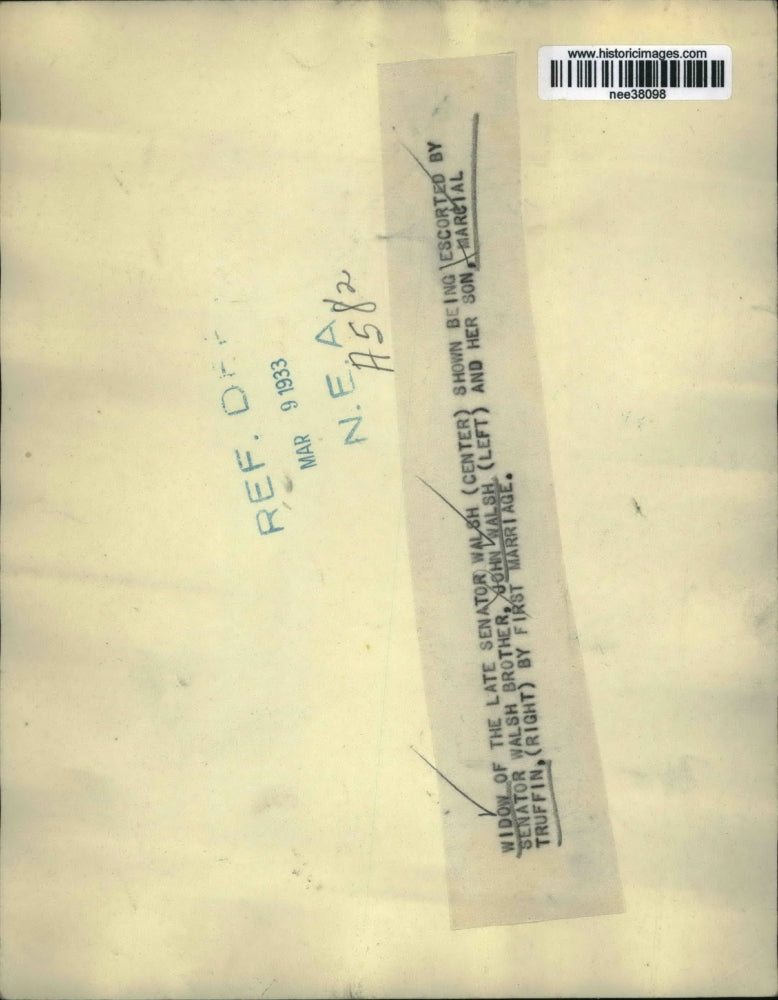 www.historicimages.com
nee38098
REF.
MAR 9 1933
N.E.A
A582
WIDOW OF THE LATE SENATOR WALSH (CENTER) SHOWN BEING ESCORTED BY
SENATOR WALSH BROTHER, JOHN WALSH (LEFT) AND HER SON, MARCIAL
TRUFFIN, (RIGHT) BY FIRST MARRIAGE.